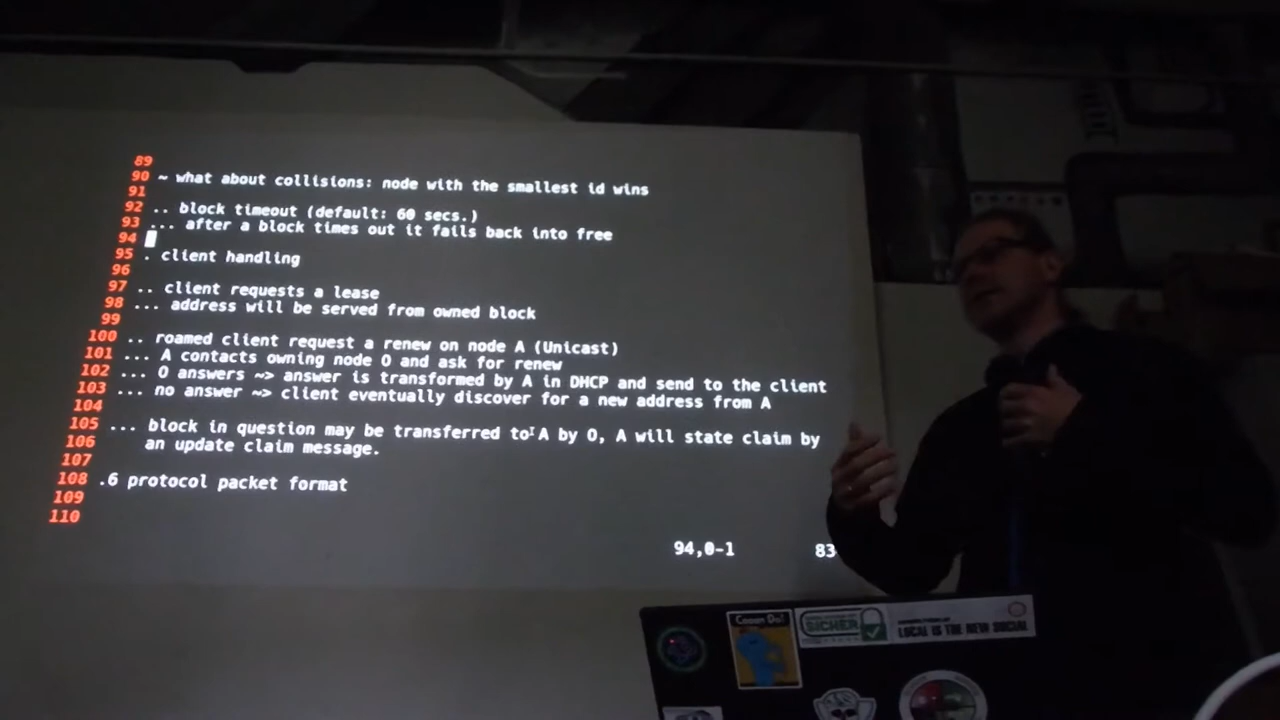 89
90 ~ what about collisions: node with the smallest id wins
91
92 .. block timeout (default: 60 secs.)
93 ... after a block times out it falls back into free
94
95 . client handling
96
97 .. client requests a lease
98 ... address will be served from owned block
99
100 .. roamed client request a renew on node A (Unicast)
101 ... A contacts owning node O and ask for renew
102 ... O answers ~> answer is transformed by A in DHCP and send to the client
103 ... no answer ~> client eventually discover for a new address from A
104
105 ... block in question may be transferred to A by O, A will state claim by
106 an update claim message.
107
108 .6 protocol packet format
109
110
94,0-1 83
Cooon Do!
SICHER
LOCAL IS THE NEW SOCIAL